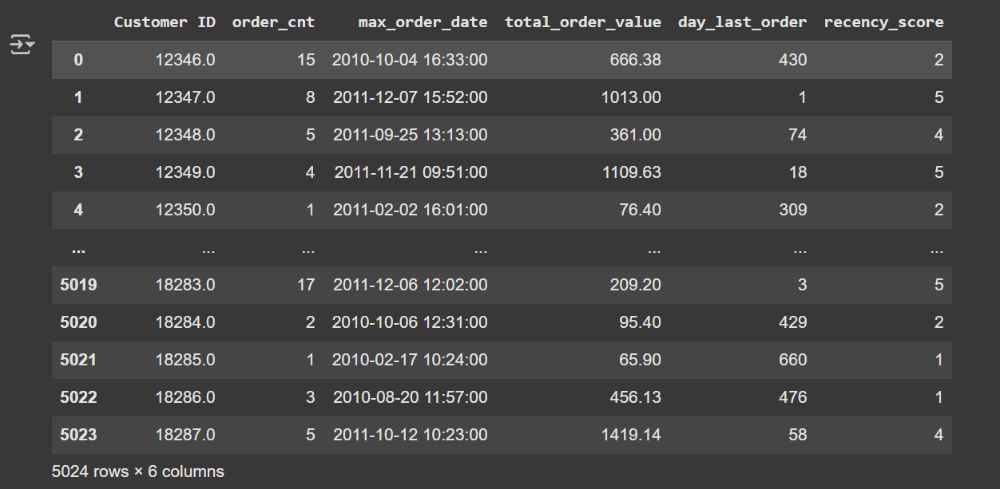 Customer ID order_cnt max_order_date total_order_value day_last_order recency_score
0 12346.0 15 2010-10-04 16:33:00 666.38 430 2
1 12347.0 8 2011-12-07 15:52:00 1013.00 1 5
2 12348.0 5 2011-09-25 13:13:00 361.00 74 4
3 12349.0 4 2011-11-21 09:51:00 1109.63 18 5
4 12350.0 1 2011-02-02 16:01:00 76.40 309 2
... ... ... ... ... ... ...
5019 18283.0 17 2011-12-06 12:02:00 209.20 3 5
5020 18284.0 2 2010-10-06 12:31:00 95.40 429 2
5021 18285.0 1 2010-02-17 10:24:00 65.90 660 1
5022 18286.0 3 2010-08-20 11:57:00 456.13 476 1
5023 18287.0 5 2011-10-12 10:23:00 1419.14 58 4
5024 rows × 6 columns